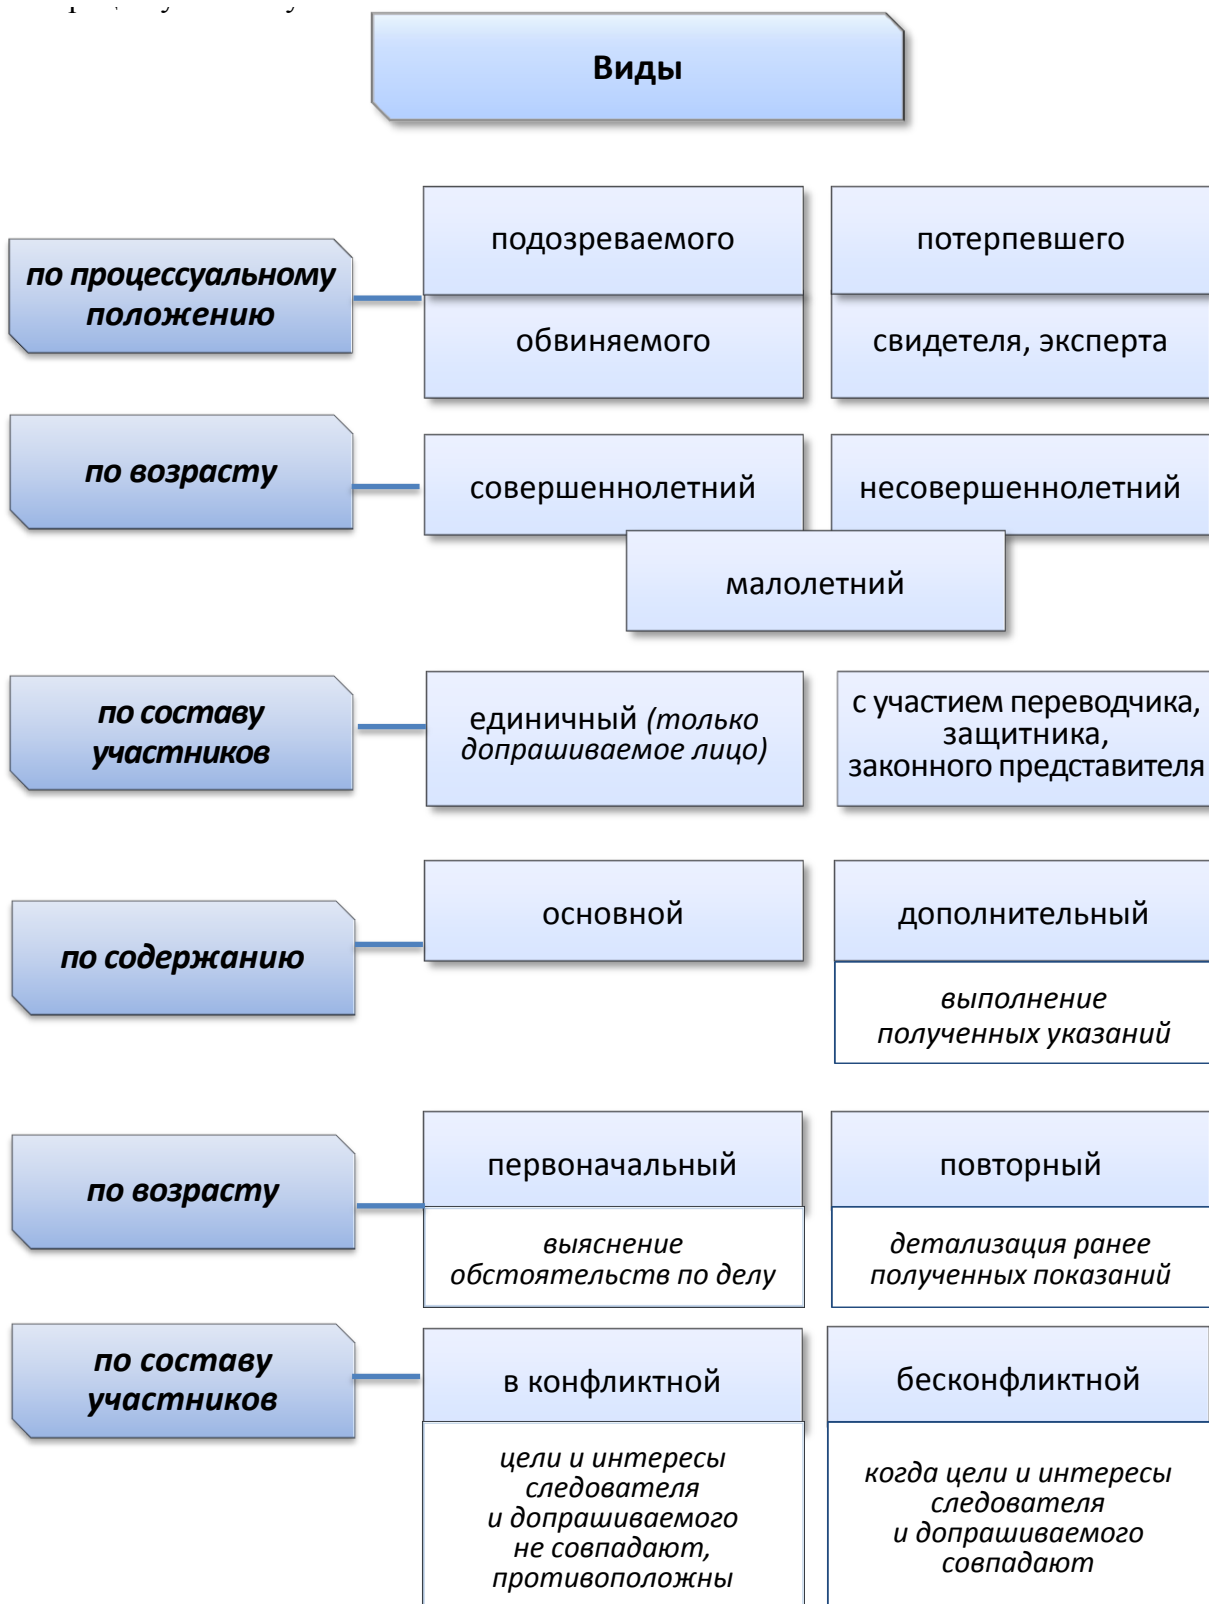 Виды
по процессуальному
положению
подозреваемого
потерпевшего
обвиняемого
свидетеля, эксперта
по возрасту
совершеннолетний
несовершеннолетний
малолетний
по составу
участников
единичный (только
допрашиваемое лицо)
с участием переводчика,
защитника,
законного представителя
по содержанию
основной
дополнительный
выполнение
полученных указаний
по возрасту
первоначальный
повторный
выяснение
обстоятельств по делу
детализация ранее
полученных показаний
по составу
участников
в конфликтной
бесконфликтной
цели и интересы
следователя
и допрашиваемого
не совпадают,
противоположны
когда цели и интересы
следователя
и допрашиваемого
совпадают